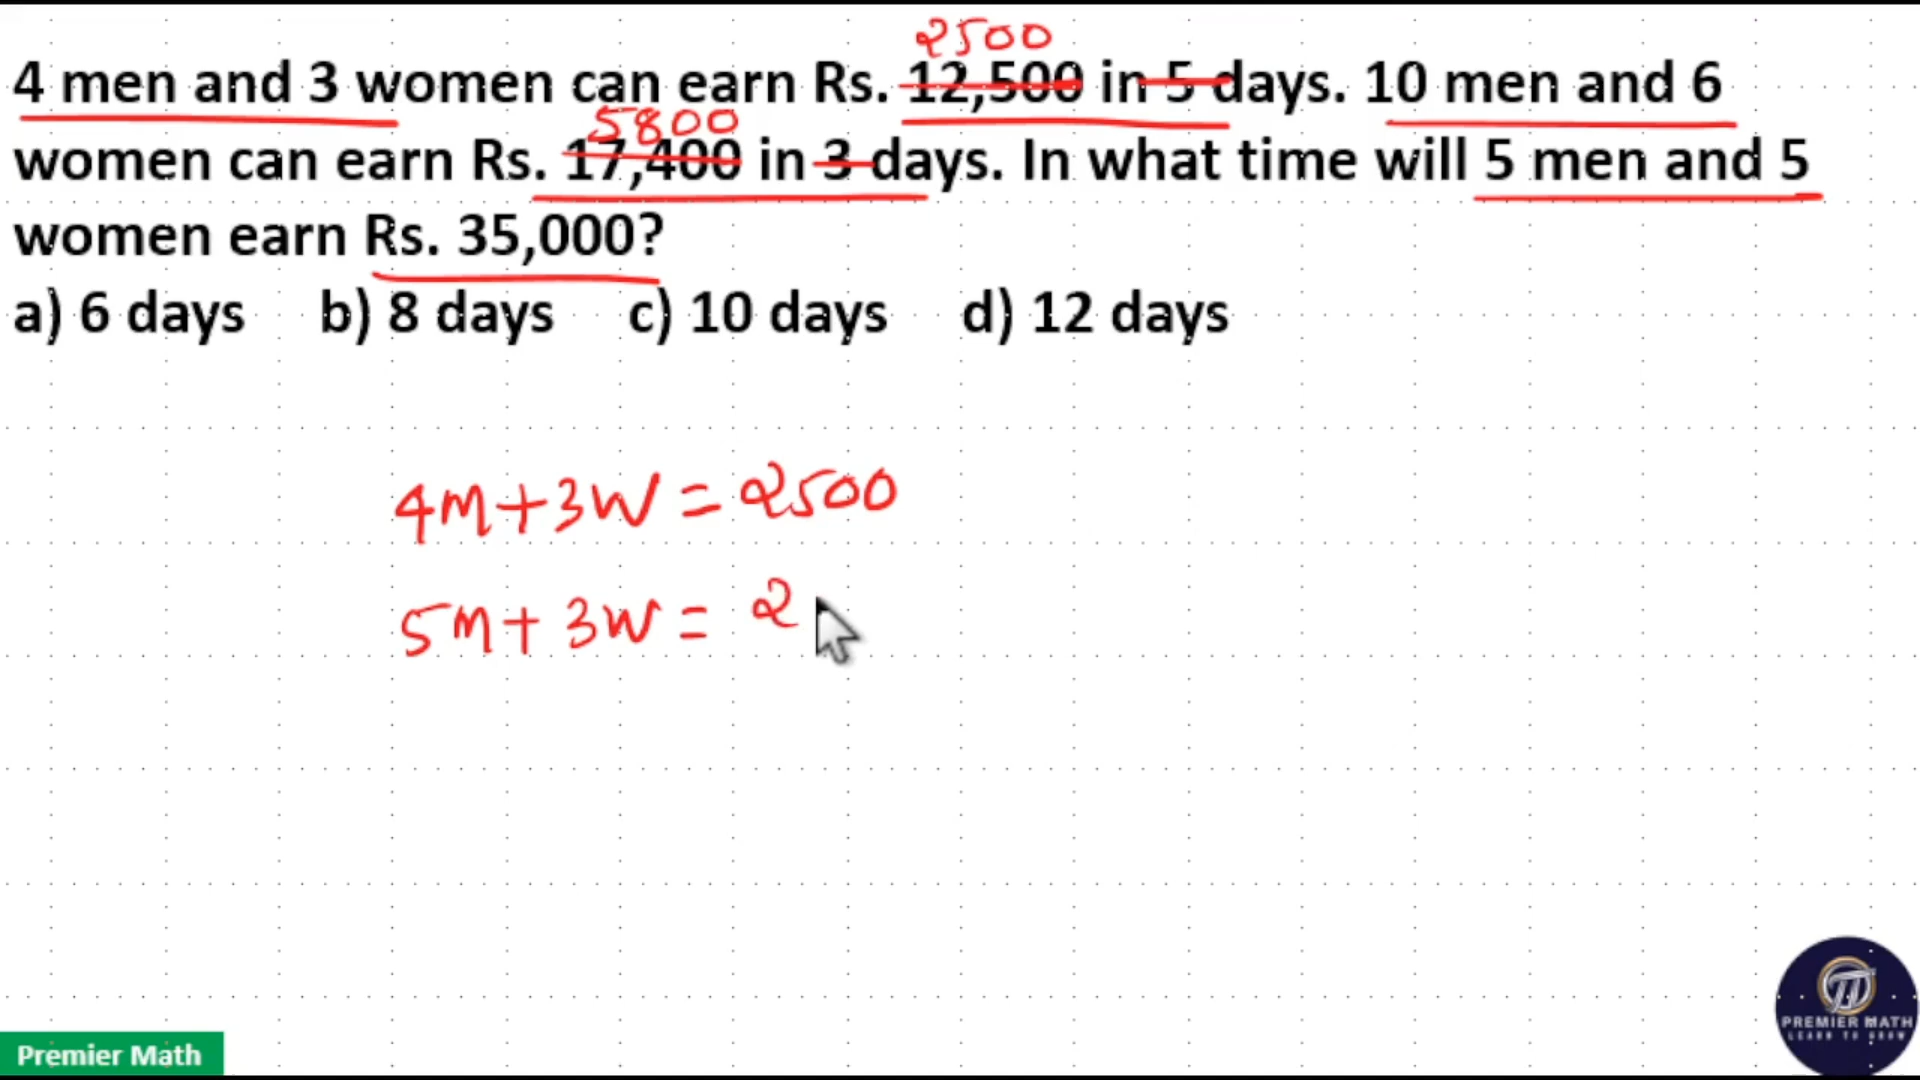 2500
4 men and 3 women can earn Rs. 12,500 in 5 days. 10 men and 6
5800
women can earn Rs. 17,400 in 3 days. In what time will 5 men and 5
women earn Rs. 35,000?
a) 6 days b) 8 days c) 10 days d) 12 days
4M+3W = 2500
5M+3W = 2
Premier Math
PREMIER MATH
LEARN TO GROW